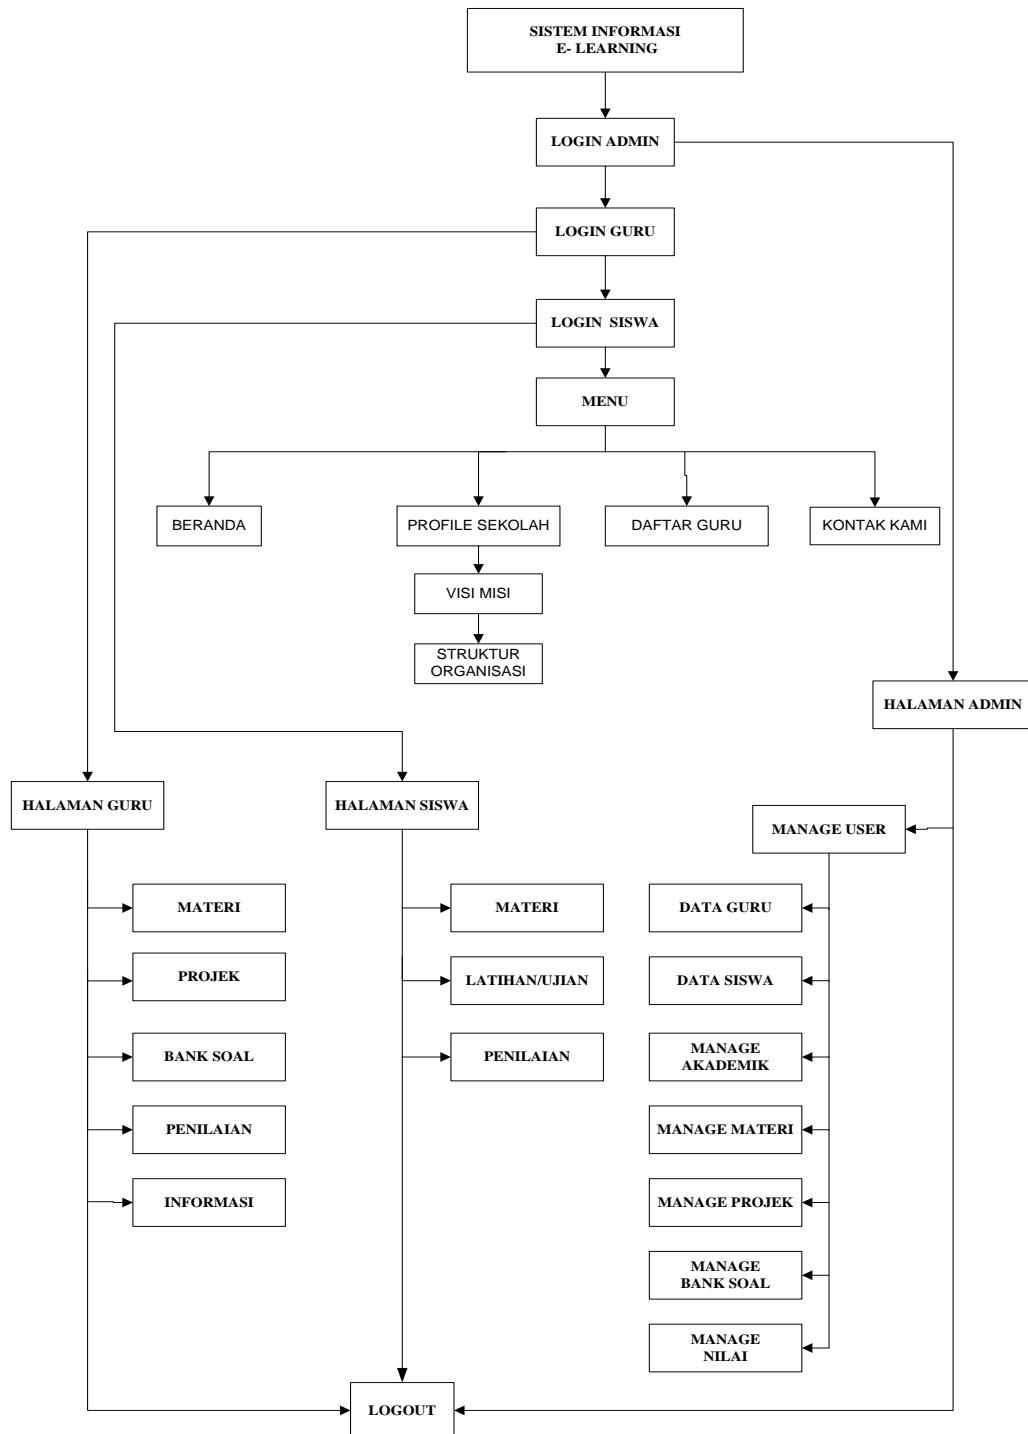 SISTEM INFORMASI
E- LEARNING
LOGIN ADMIN
LOGIN GURU
LOGIN  SISWA
MENU
BERANDA
PROFILE SEKOLAH
DAFTAR GURU
KONTAK KAMI
VISI MISI
STRUKTUR
ORGANISASI
HALAMAN ADMIN
HALAMAN GURU
HALAMAN SISWA
MANAGE USER
MATERI
MATERI
DATA GURU
PROJEK
LATIHAN/UJIAN
DATA SISWA
BANK SOAL
PENILAIAN
MANAGE
AKADEMIK
PENILAIAN
MANAGE MATERI
INFORMASI
MANAGE PROJEK
MANAGE
BANK SOAL
MANAGE
NILAI
LOGOUT